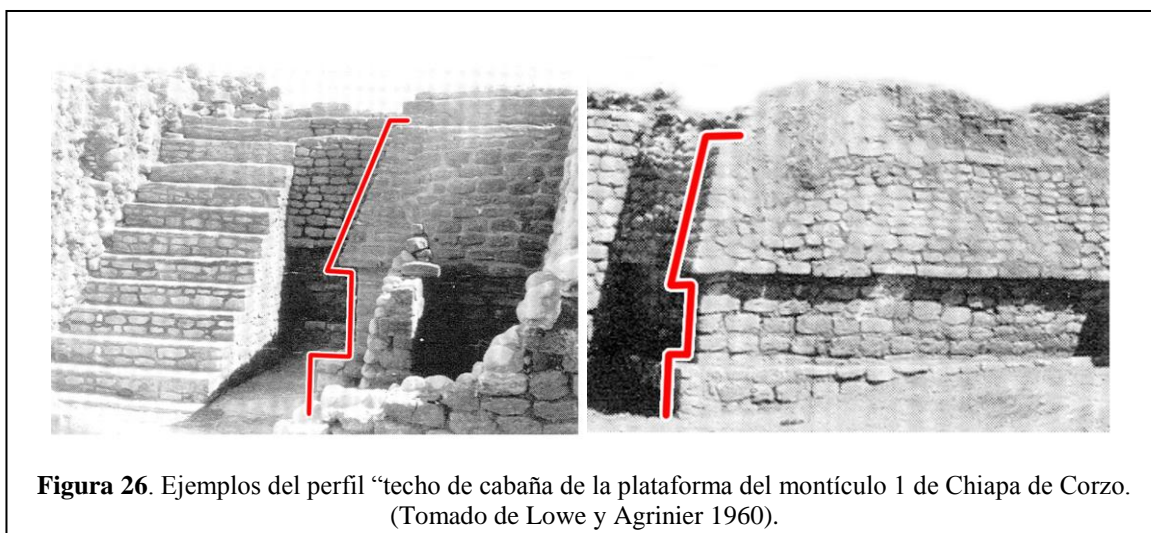 Figura 26. Ejemplos del perfil “techo de cabaña de la plataforma del montículo 1 de Chiapa de Corzo.
(Tomado de Lowe y Agrinier 1960).